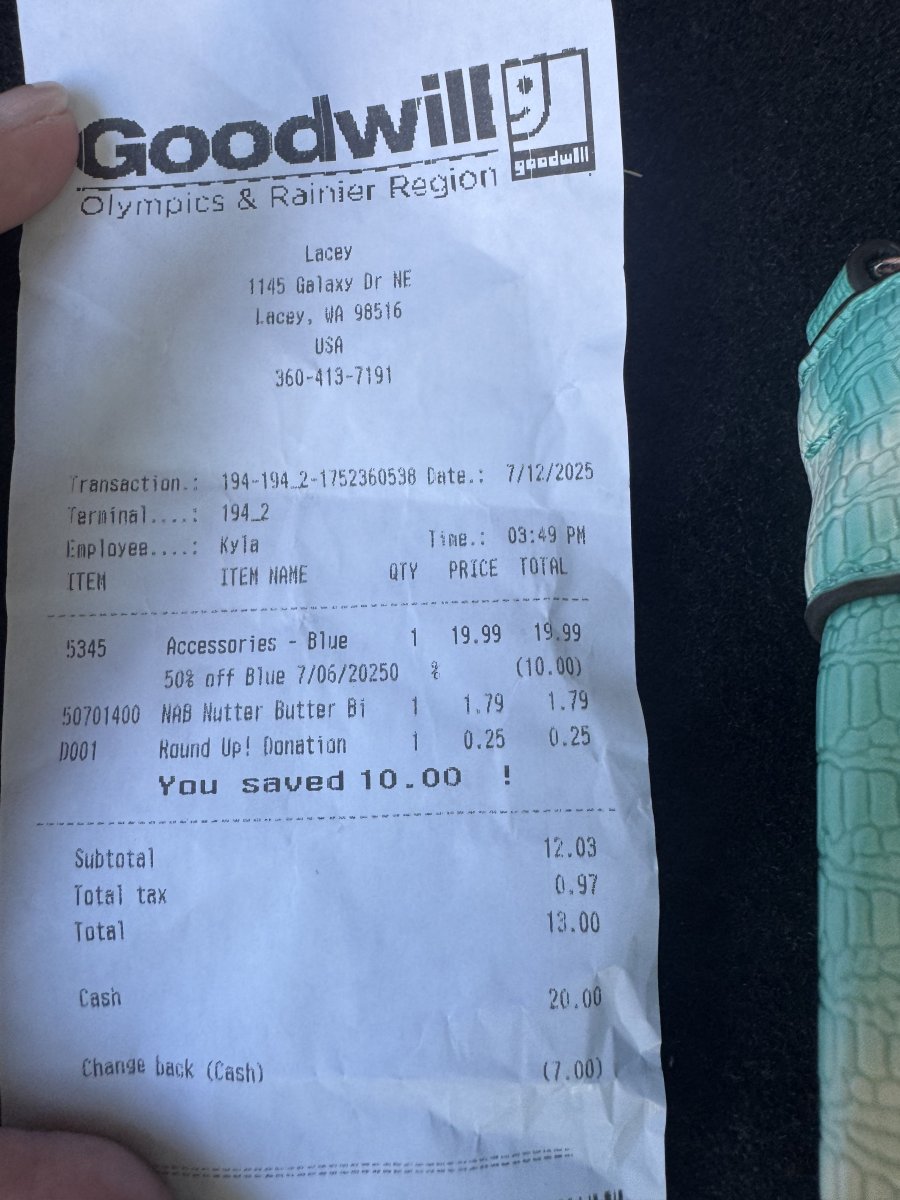 Goodwill
goodwill
Olympics & Rainier Region
Lacey
1145 Galaxy Dr NE
Lacey, WA 98516
USA
360-413-7191
Transaction.: 194-194_2-1752360598 Date.: 7/12/2025
Terminal....: 194_2
Employee....: Kyla Time.: 03:49 PM
ITEM ITEM NAME QTY PRICE TOTAL
5345 Accessories - Blue 1 19.99 19.99
50% off Blue 7/06/20250 % (10.00)
50701400 NAB Nutter Butter Bi 1 1.79 1.79
D001 Round Up! Donation 1 0.25 0.25
You saved 10.00 !
Subtotal 12.03
Total tax 0.97
Total 13.00
Cash 20.00
Change back (Cash) (7.00)